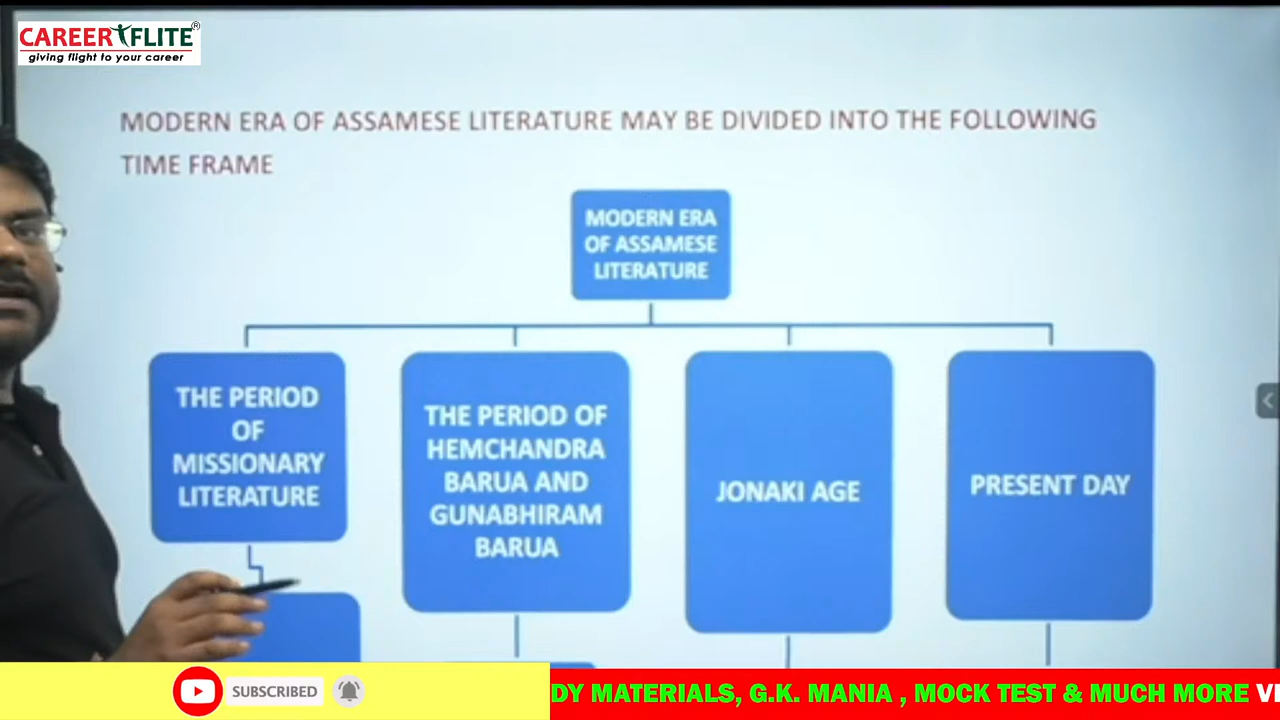 CAREER FLITE®
giving flight to your career
MODERN ERA OF ASSAMESE LITERATURE MAY BE DIVIDED INTO THE FOLLOWING
TIME FRAME
MODERN ERA
OF ASSAMESE
LITERATURE
THE PERIOD
OF
MISSIONARY
LITERATURE
THE PERIOD OF
HEMCHANDRA
BARUA AND
GUNABHIRAM
BARUA
JONAKI AGE
PRESENT DAY
SUBSCRIBED
DY MATERIALS, G.K. MANIA , MOCK TEST & MUCH MORE VI